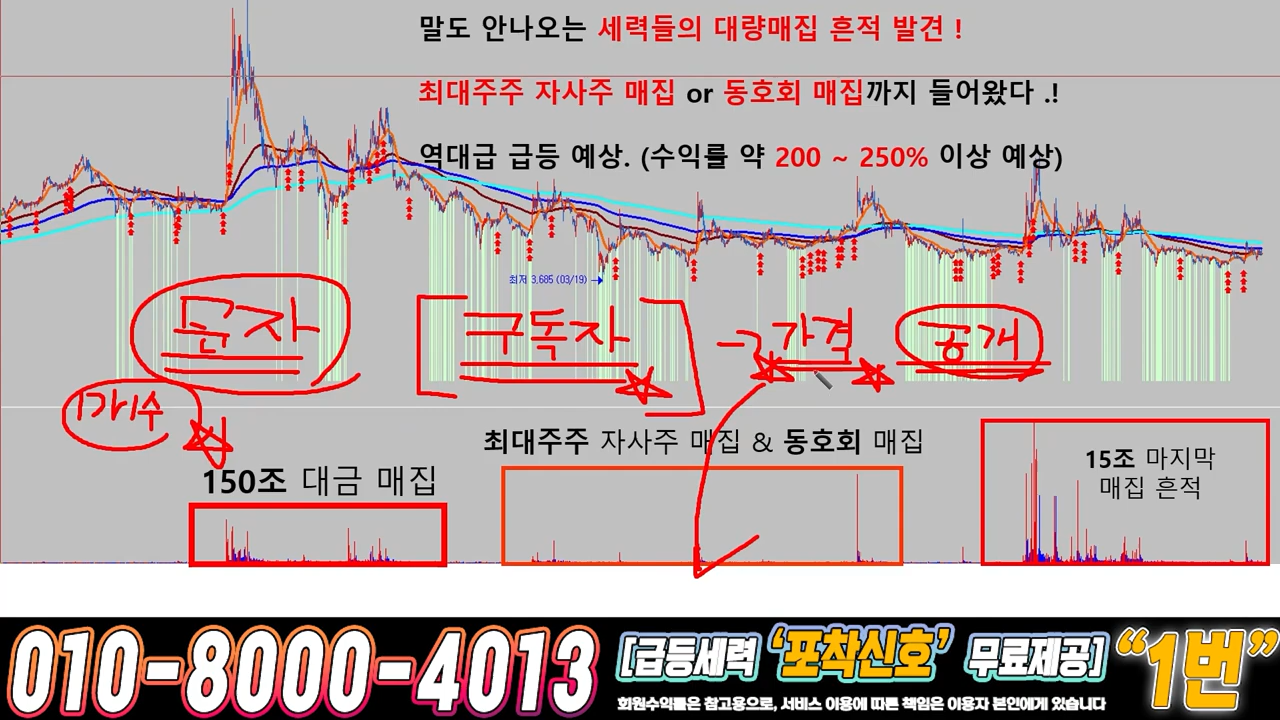 말도 안나오는 세력들의 대량매집 흔적 발견 !
최대주주 자사주 매집 or 동호회 매집까지 들어왔다 .!
역대급 급등 예상. (수익률 약 200 ~ 250% 이상 예상)
최저 3,685 (03/19)
문자
구독자
가격
공개
최대주주 자사주 매집 & 동호회 매집
150조 대금 매집
15조 마지막
매집 흔적
010-8000-4013
[급등세력 '포착신호' 무료제공] "1번"
회원수익률은 참고용으로, 서비스 이용에 따른 책임은 이용자 본인에게 있습니다